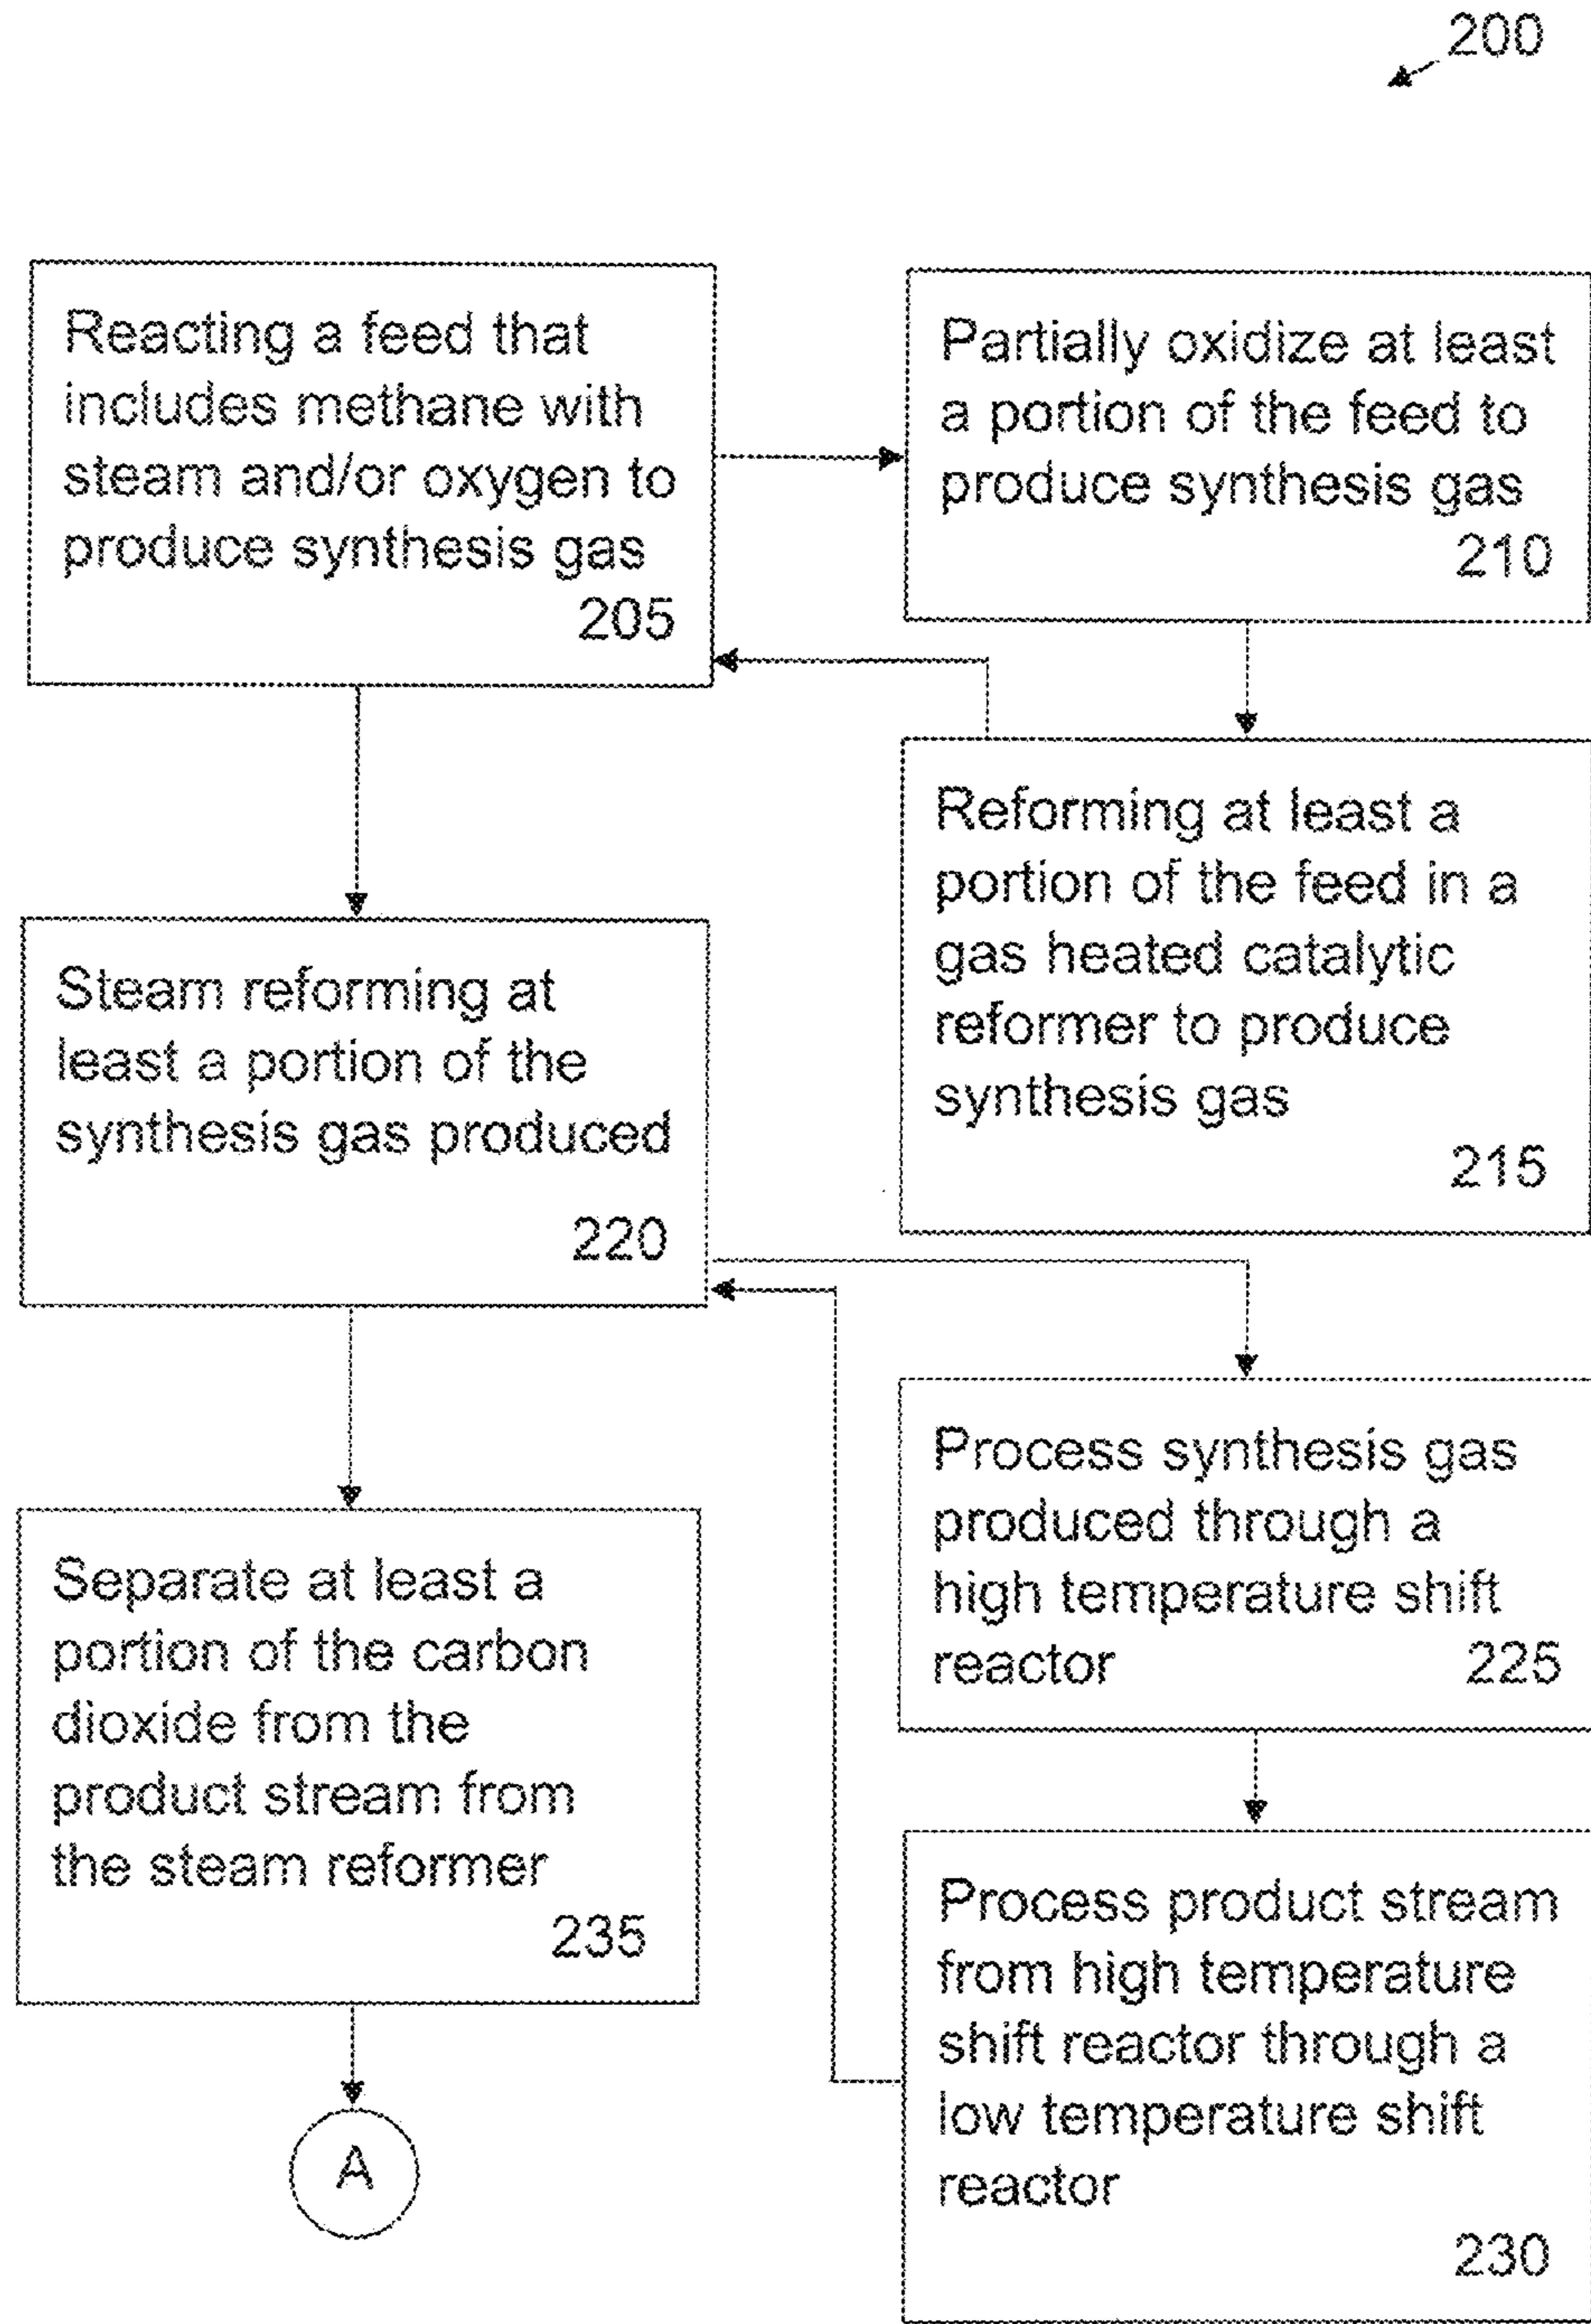 200
Reacting a feed that
includes methane with
steam and/or oxygen to
produce synthesis gas
205
Partially oxidize at least
a portion of the feed to
produce synthesis gas
210
Reforming at least a
portion of the feed in a
gas heated catalytic
reformer to produce
synthesis gas
215
Steam reforming at
least a portion of the
synthesis gas produced
220
Process synthesis gas
produced through a
high temperature shift
reactor 225
Process product stream
from high temperature
shift reactor through a
low temperature shift
reactor
230
Separate at least a
portion of the carbon
dioxide from the
product stream from
the steam reformer
235
A